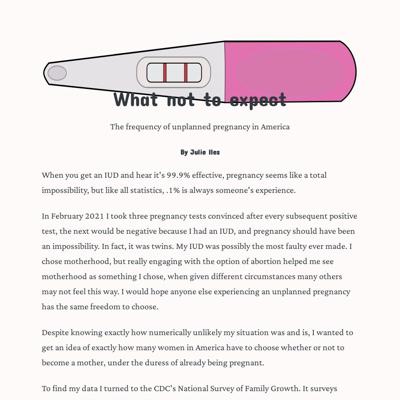 What not to expect
The frequency of unplanned pregnancy in America
By Julie Iles
When you get an IUD and hear it's 99.9% effective, pregnancy seems like a total
impossibility, but like all statistics, .1% is always someone's experience.
In February 2021 I took three pregnancy tests convinced after every subsequent positive
test, the next would be negative because I had an IUD, and pregnancy should have been
an impossibility. In fact, it was twins. My IUD was possibly the most faulty ever made. I
chose motherhood, but really engaging with the option of abortion helped me see
motherhood as something I chose, when given different circumstances many others
may not feel this way. I would hope anyone else experiencing an unplanned pregnancy
has the same freedom to choose.
Despite knowing exactly how numerically unlikely my situation was and is, I wanted to
get an idea of exactly how many women in America have to choose whether or not to
become a mother, under the duress of already being pregnant.
To find my data I turned to the CDC's National Survey of Family Growth. It surveys